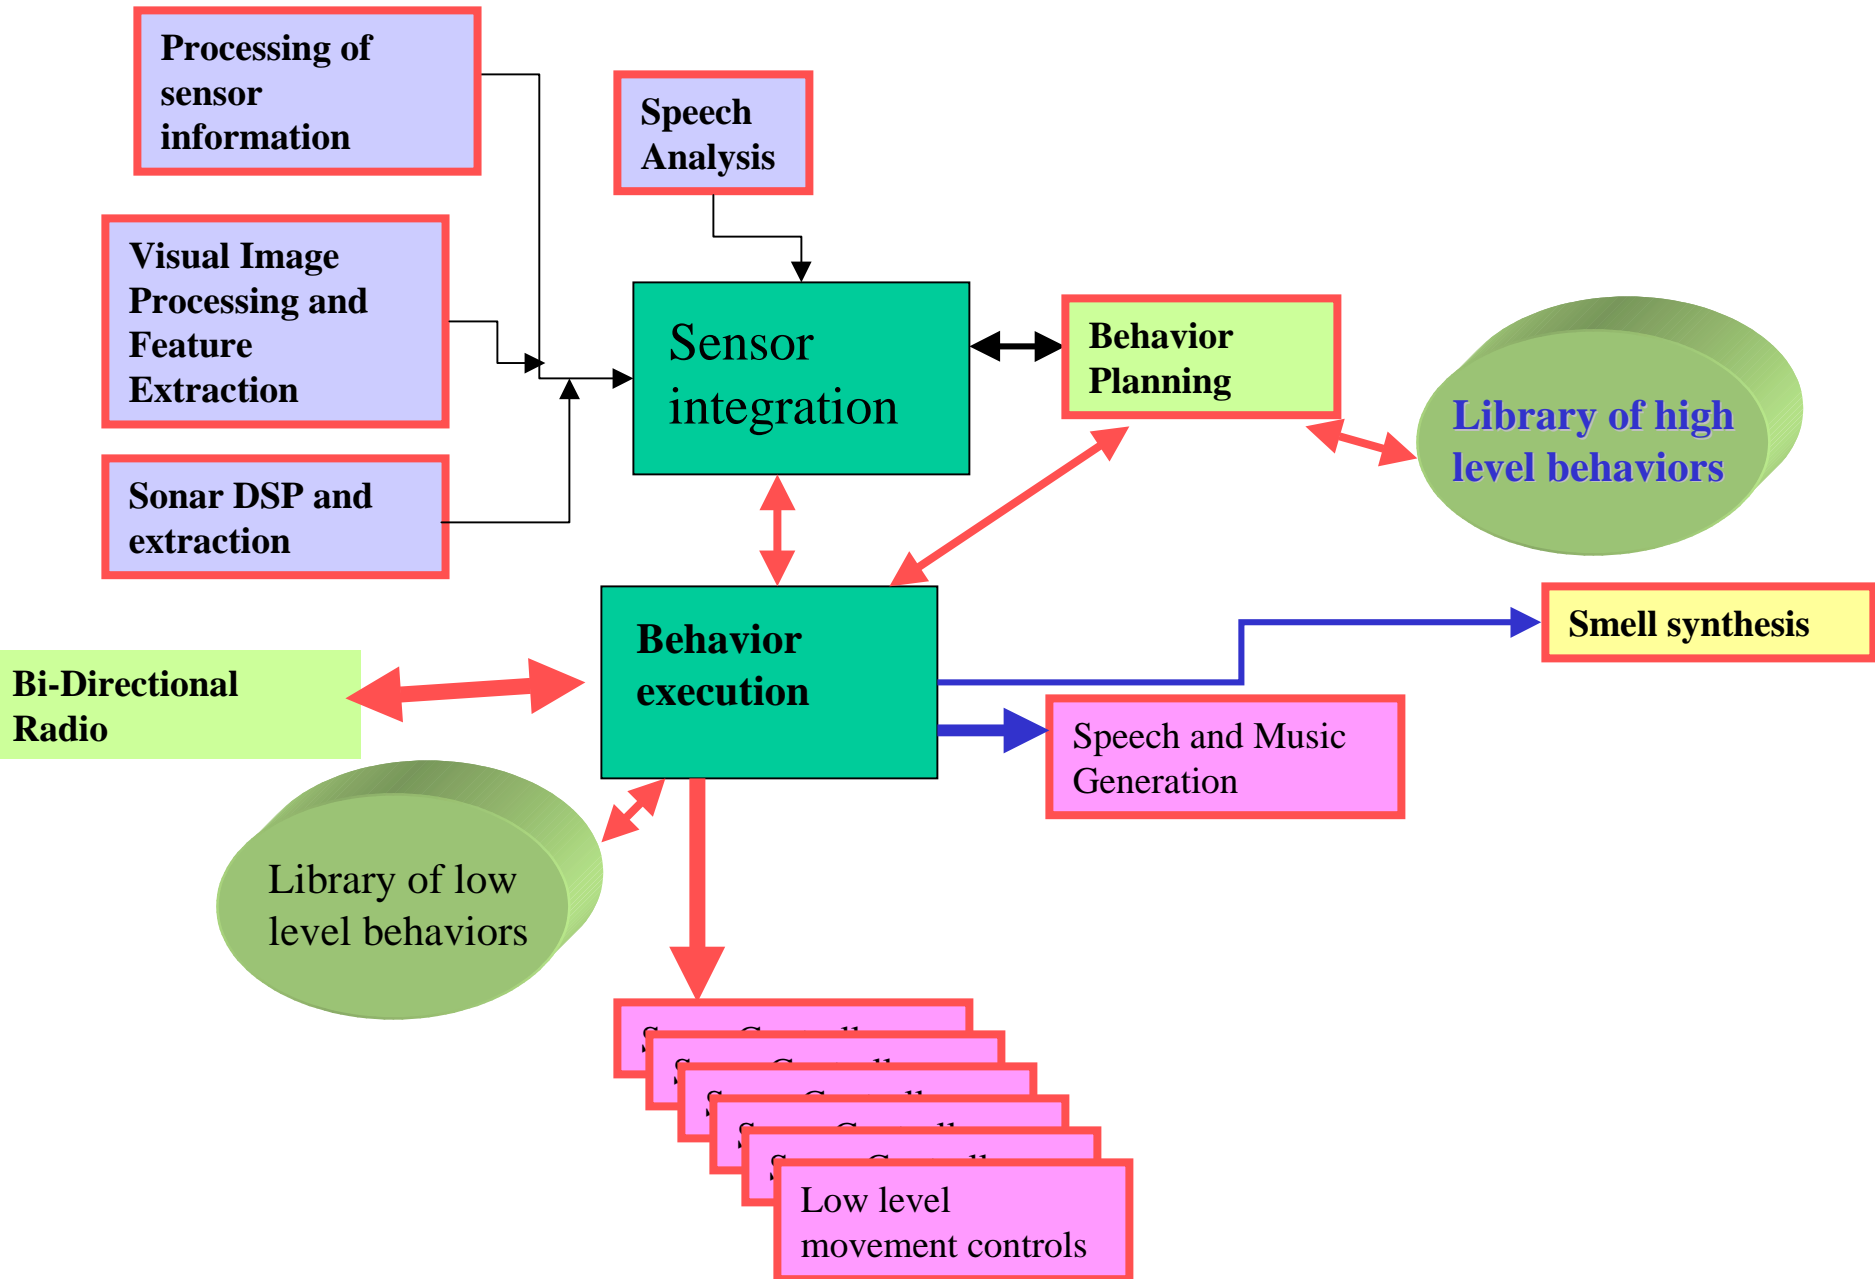 Processing of
sensor
information
Speech
Analysis
Visual Image
Processing and
Feature
Extraction
Sensor
integration
Behavior
Planning
Library of high
level behaviors
Sonar DSP and
extraction
Behavior
execution
Smell synthesis
Bi-Directional
Radio
Speech and Music
Generation
Library of low
level behaviors
Low level
movement controls